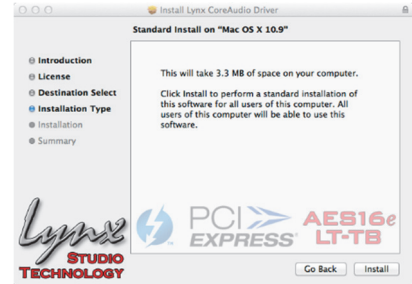 Install Lynx CoreAudio Driver
Standard Install on "Mac OS X 10.9"
Introduction
License
Destination Select
Installation Type
Installation
Summary
This will take 3.3 MB of space on your computer.
Click Install to perform a standard installation of
this software for all users of this computer. All
users of this computer will be able to use this
software.
Lynx
STUDIO
TECHNOLOGY
PCI
EXPRESS®
AES16e
LT-TB
Go Back
Install